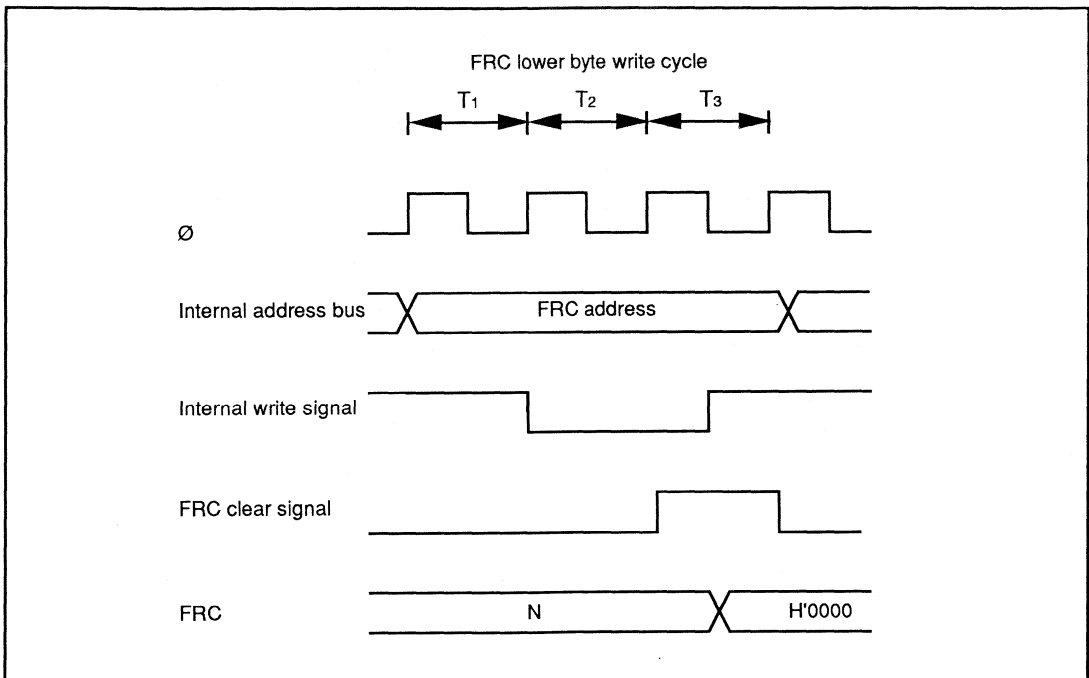 FRC lower byte write cycle
T1 T2 T3
Ø
Internal address bus FRC address
Internal write signal
FRC clear signal
FRC N H'0000